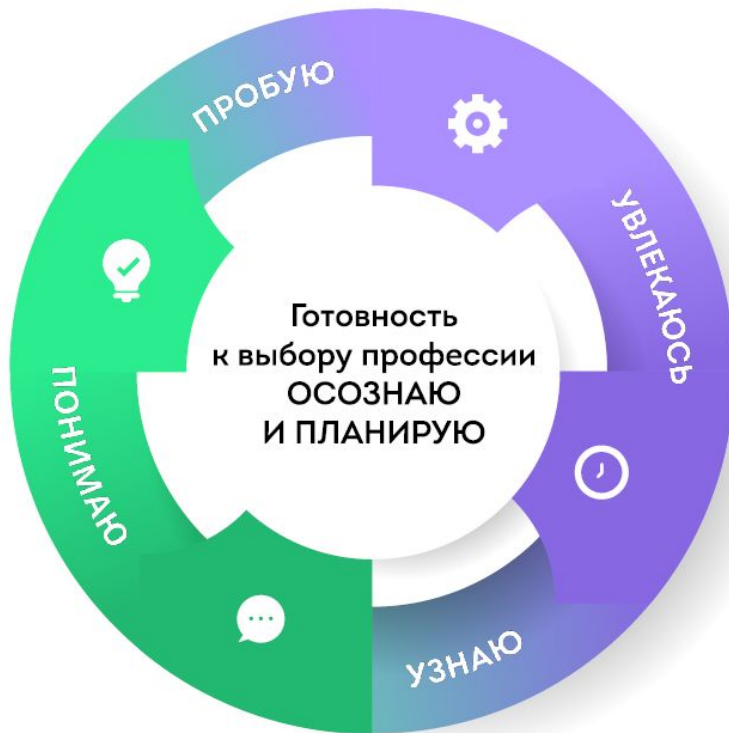 ПРОБУЮ
УВЛЕКАЮСЬ
Готовность
к выбору профессии
ОСОЗНАЮ
И ПЛАНИРУЮ
ПОНИМАЮ
УЗНАЮ